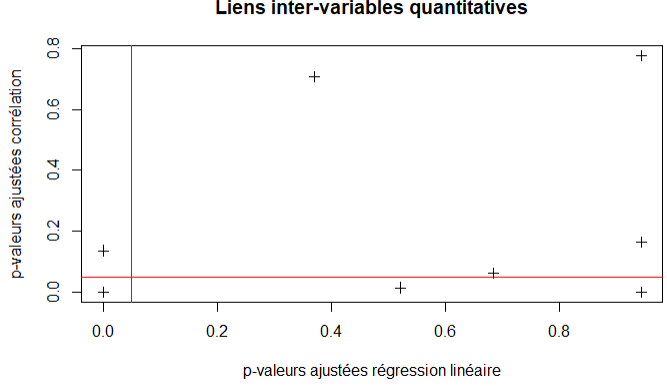 Liens inter-variables quantitatives
p-valeurs ajustées corrélation
0.8
0.6
0.4
0.2
0.0
0.0 0.2 0.4 0.6 0.8
p-valeurs ajustées régression linéaire